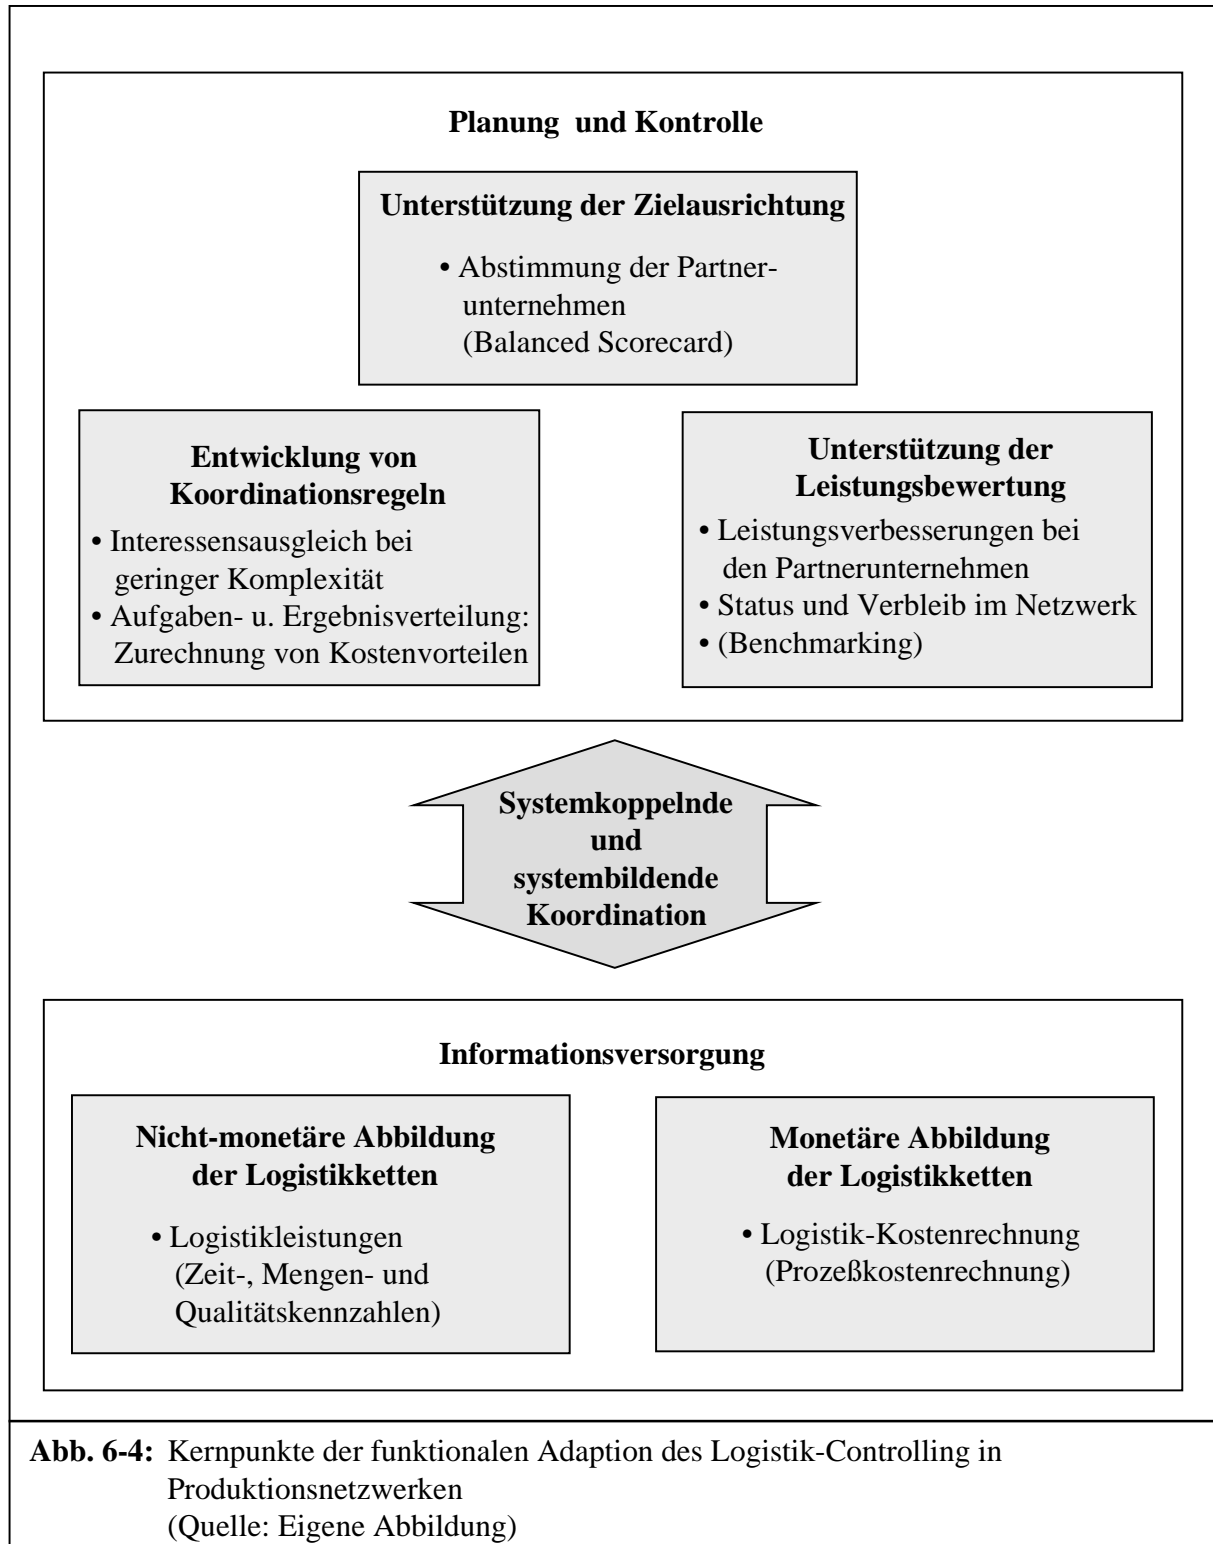 Planung und Kontrolle
Unterstützung der Zielausrichtung
• Abstimmung der Partner-
unternehmen
(Balanced Scorecard)
Entwicklung von
Koordinationsregeln
• Interessensausgleich bei
geringer Komplexität
• Aufgaben- u. Ergebnisverteilung:
Zurechnung von Kostenvorteilen
Unterstützung der
Leistungsbewertung
• Leistungsverbesserungen bei
den Partnerunternehmen
• Status und Verbleib im Netzwerk
• (Benchmarking)
Systemkoppelnde
und
systembildende
Koordination
Informationsversorgung
Nicht-monetäre Abbildung
der Logistikketten
• Logistikleistungen
(Zeit-, Mengen- und
Qualitätskennzahlen)
Monetäre Abbildung
der Logistikketten
• Logistik-Kostenrechnung
(Prozeßkostenrechnung)
Abb. 6-4: Kernpunkte der funktionalen Adaption des Logistik-Controlling in
Produktionsnetzwerken
(Quelle: Eigene Abbildung)